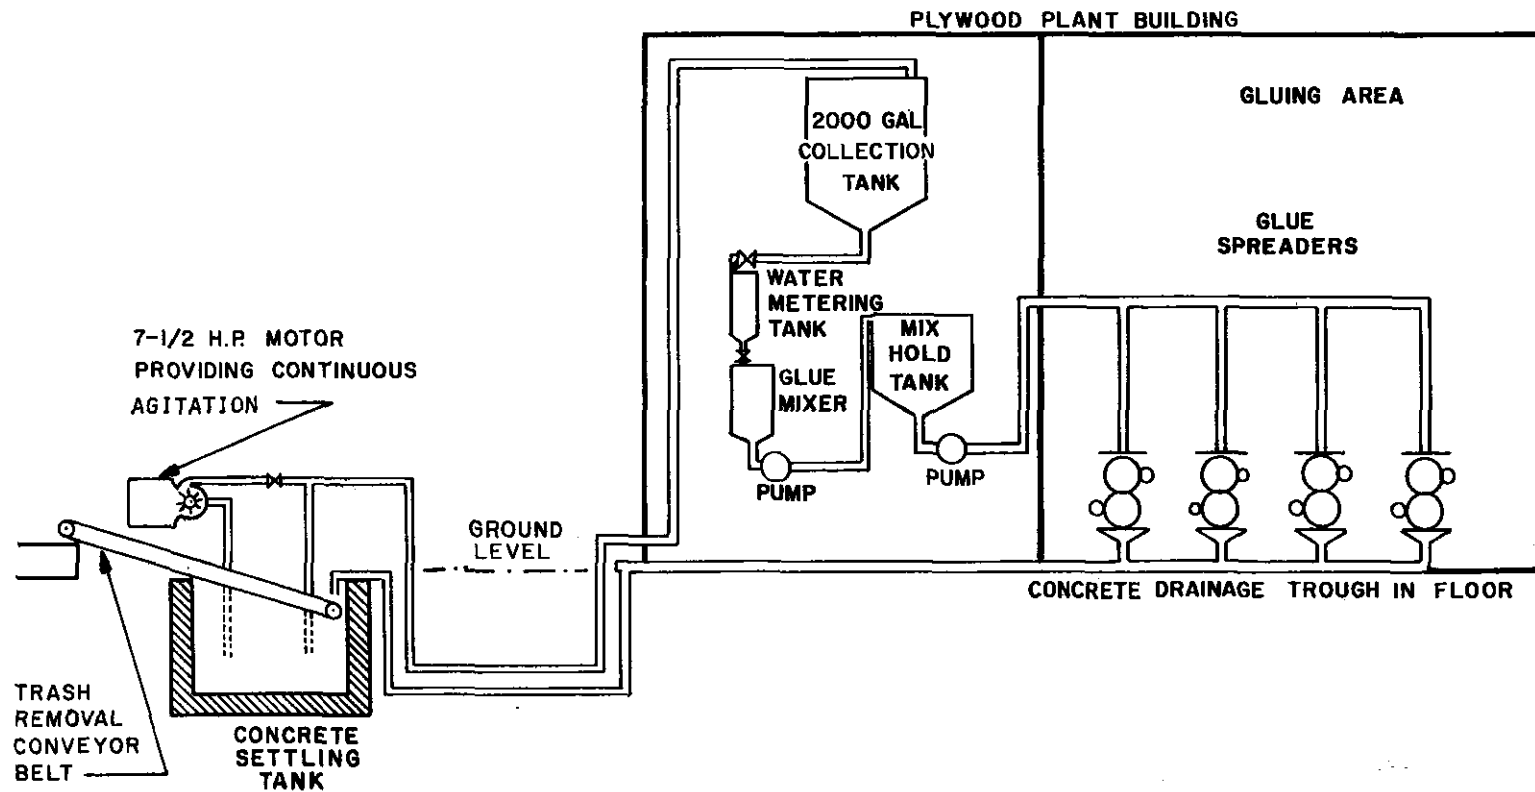 PLYWOOD PLANT BUILDING
GLUING AREA
2000 GAL
COLLECTION
TANK
GLUE
SPREADERS
WATER
METERING
TANK
MIX
HOLD
TANK
GLUE
MIXER
PUMP
PUMP
7-1/2 H.P. MOTOR
PROVIDING CONTINUOUS
AGITATION
GROUND
LEVEL
CONCRETE DRAINAGE TROUGH IN FLOOR
TRASH
REMOVAL
CONVEYOR
BELT
CONCRETE
SETTLING
TANK